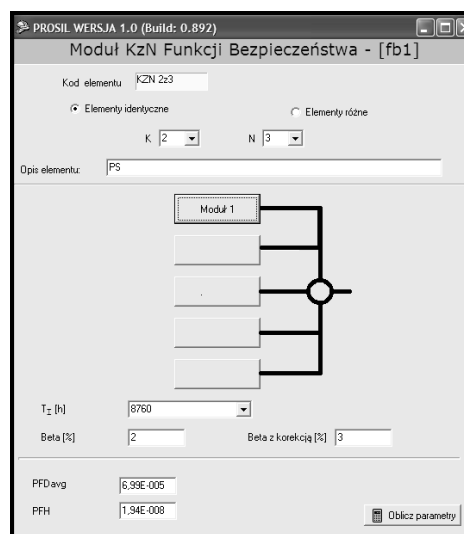 PROSIL WERSJA 1.0 (Build: 0.892)
Moduł KzN Funkcji Bezpieczeństwa - [fb1]
Kod elementu KZN 2z3
Elementy identyczne Elementy różne
K 2 N 3
Opis elementu: PS
Moduł 1
T_I [h] 8760
Beta [%] 2 Beta z korekcją [%] 3
PFDavg 6,99E-005
PFH 1,94E-008
Oblicz parametry